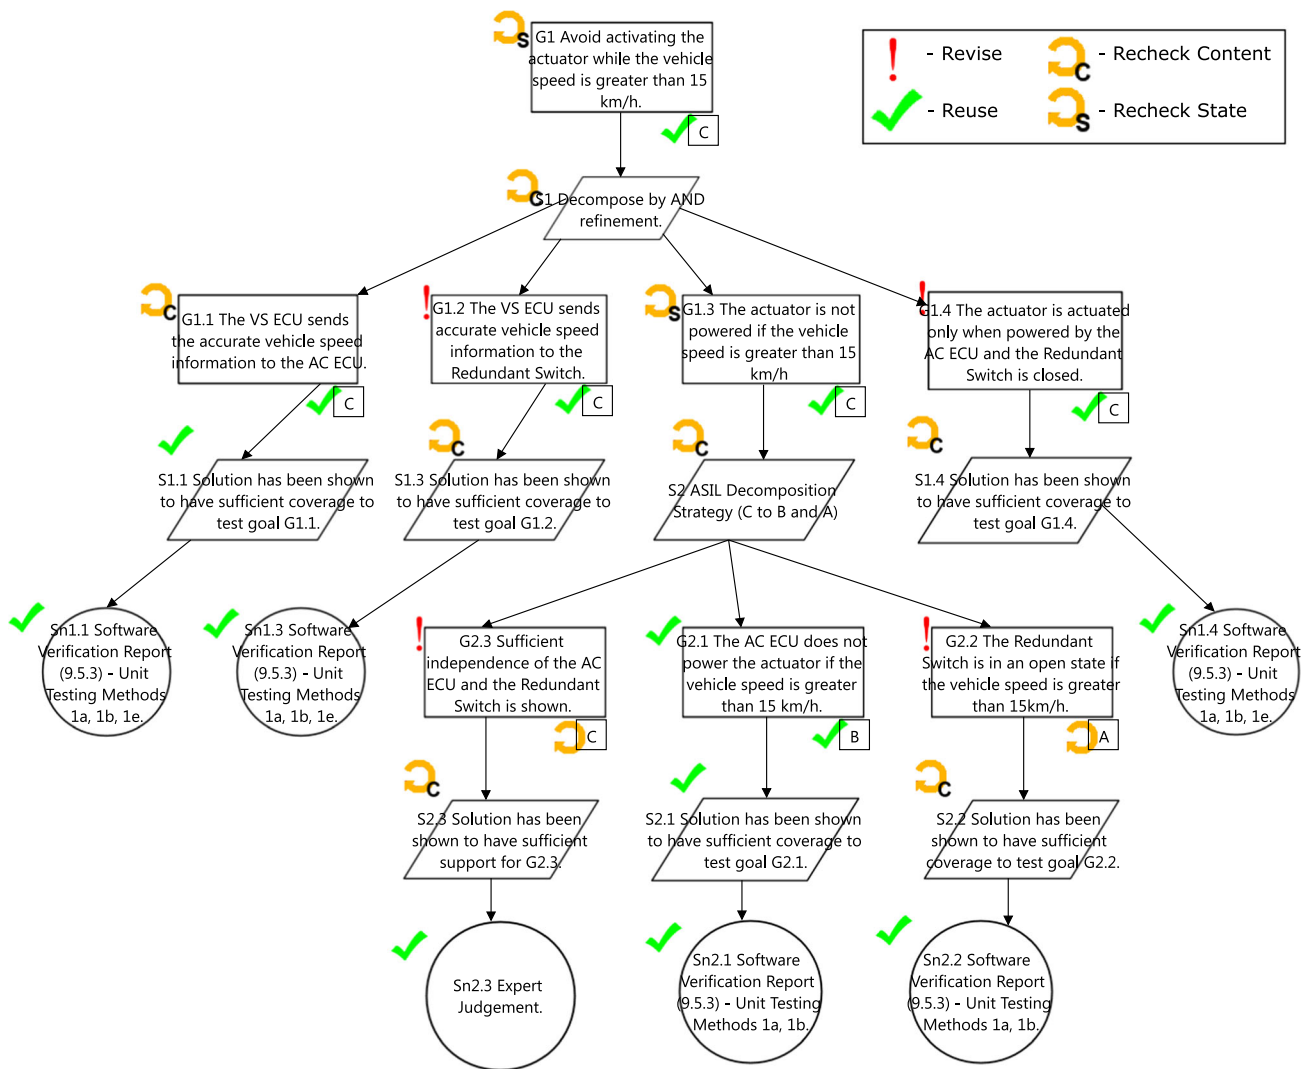 G1 Avoid activating the
actuator while the vehicle
speed is greater than 15
km/h.
S
C
- Revise
- Recheck Content
C
- Reuse
- Recheck State
S
S1 Decompose by AND
refinement.
C
G1.1 The VS ECU sends
the accurate vehicle speed
information to the AC ECU.
C
C
G1.2 The VS ECU sends
accurate vehicle speed
information to the
Redundant Switch.
C
G1.3 The actuator is not
powered if the vehicle
speed is greater than 15
km/h
S
C
G1.4 The actuator is actuated
only when powered by the
AC ECU and the Redundant
Switch is closed.
C
S1.1 Solution has been shown
to have sufficient coverage to
test goal G1.1.
C
S1.3 Solution has been shown
to have sufficient coverage to
test goal G1.2.
C
S2 ASIL Decomposition
Strategy (C to B and A)
C
S1.4 Solution has been shown
to have sufficient coverage to
test goal G1.4.
Sn1.1 Software
Verification Report
(9.5.3) - Unit
Testing Methods
1a, 1b, 1e.
Sn1.3 Software
Verification Report
(9.5.3) - Unit
Testing Methods
1a, 1b, 1e.
G2.3 Sufficient
independence of the AC
ECU and the Redundant
Switch is shown.
C
G2.1 The AC ECU does not
power the actuator if the
vehicle speed is greater
than 15 km/h.
B
G2.2 The Redundant
Switch is in an open state if
the vehicle speed is greater
than 15km/h.
A
Sn1.4 Software
Verification Report
(9.5.3) - Unit
Testing Methods
1a, 1b, 1e.
C
S2.3 Solution has been
shown to have sufficient
support for G2.3.
S2.1 Solution has been shown
to have sufficient coverage to
test goal G2.1.
C
S2.2 Solution has been
shown to have sufficient
coverage to test goal G2.2.
Sn2.3 Expert
Judgement.
Sn2.1 Software
Verification Report
(9.5.3) - Unit Testing
Methods 1a, 1b.
Sn2.2 Software
Verification Report
(9.5.3) - Unit Testing
Methods 1a, 1b.